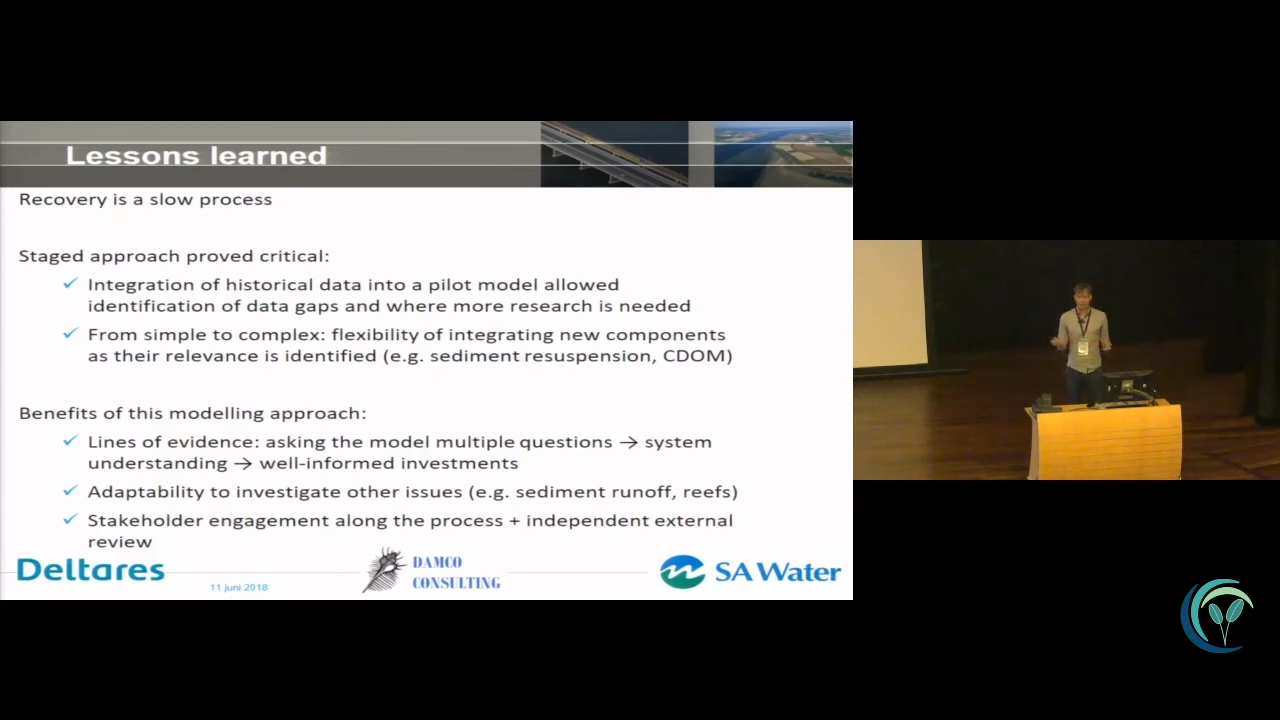 Lessons learned
Recovery is a slow process
Staged approach proved critical:
✓ Integration of historical data into a pilot model allowed
identification of data gaps and where more research is needed
✓ From simple to complex: flexibility of integrating new components
as their relevance is identified (e.g. sediment resuspension, CDOM)
Benefits of this modelling approach:
✓ Lines of evidence: asking the model multiple questions → system
understanding → well-informed investments
✓ Adaptability to investigate other issues (e.g. sediment runoff, reefs)
✓ Stakeholder engagement along the process + independent external
review
Deltares
11 juni 2018
DAMCO
CONSULTING
SA Water